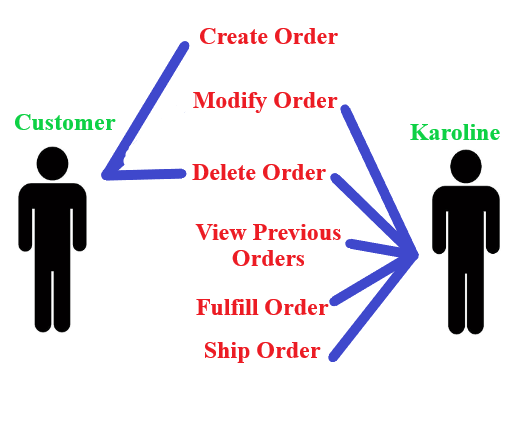 Create Order
Modify Order
Customer
Karoline
Delete Order
View Previous
Orders
Fulfill Order
Ship Order